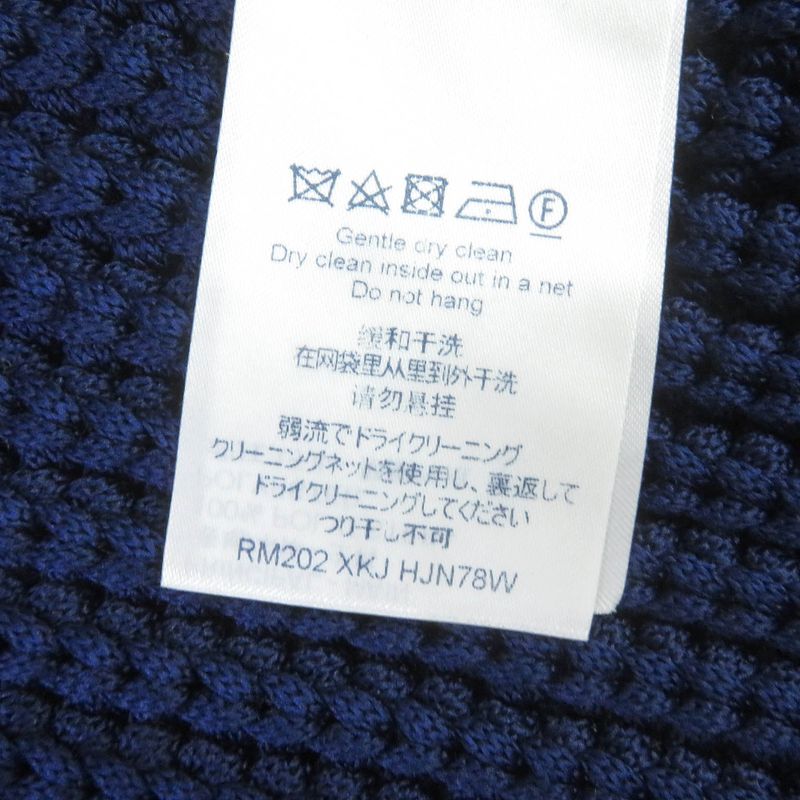 F
Gentle dry clean
Dry clean inside out in a net
Do not hang
缓和干洗
在网袋里从里到外干洗
请勿悬挂
弱流でドライクリーニング
クリーニングネットを使用し、裏返して
ドライクリーニングしてください
つり干し不可
RM202 XKJ HJN78W